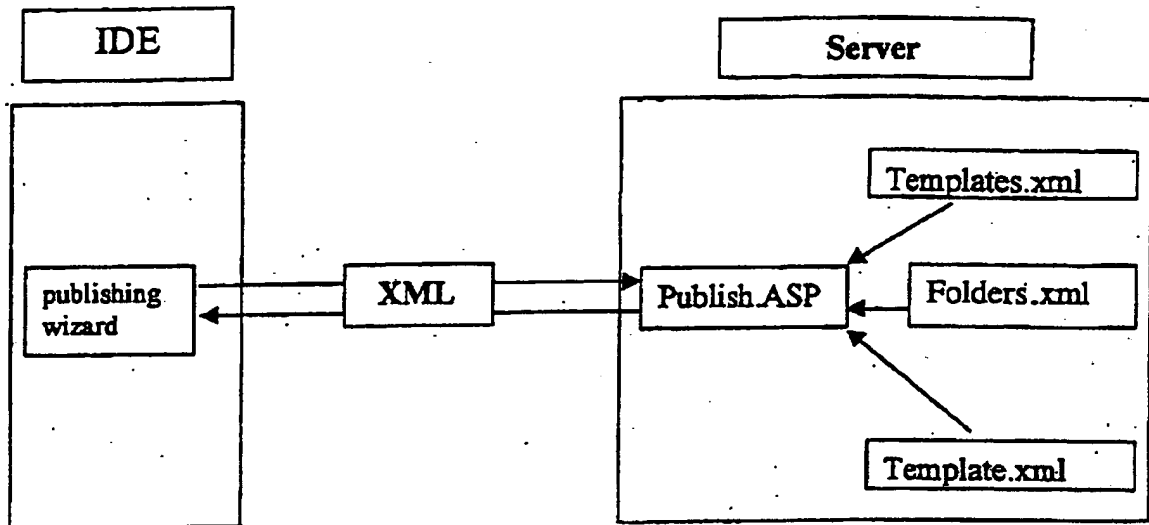 IDE
Server
Templates.xml
publishing
wizard
XML
Publish.ASP
Folders.xml
Template.xml